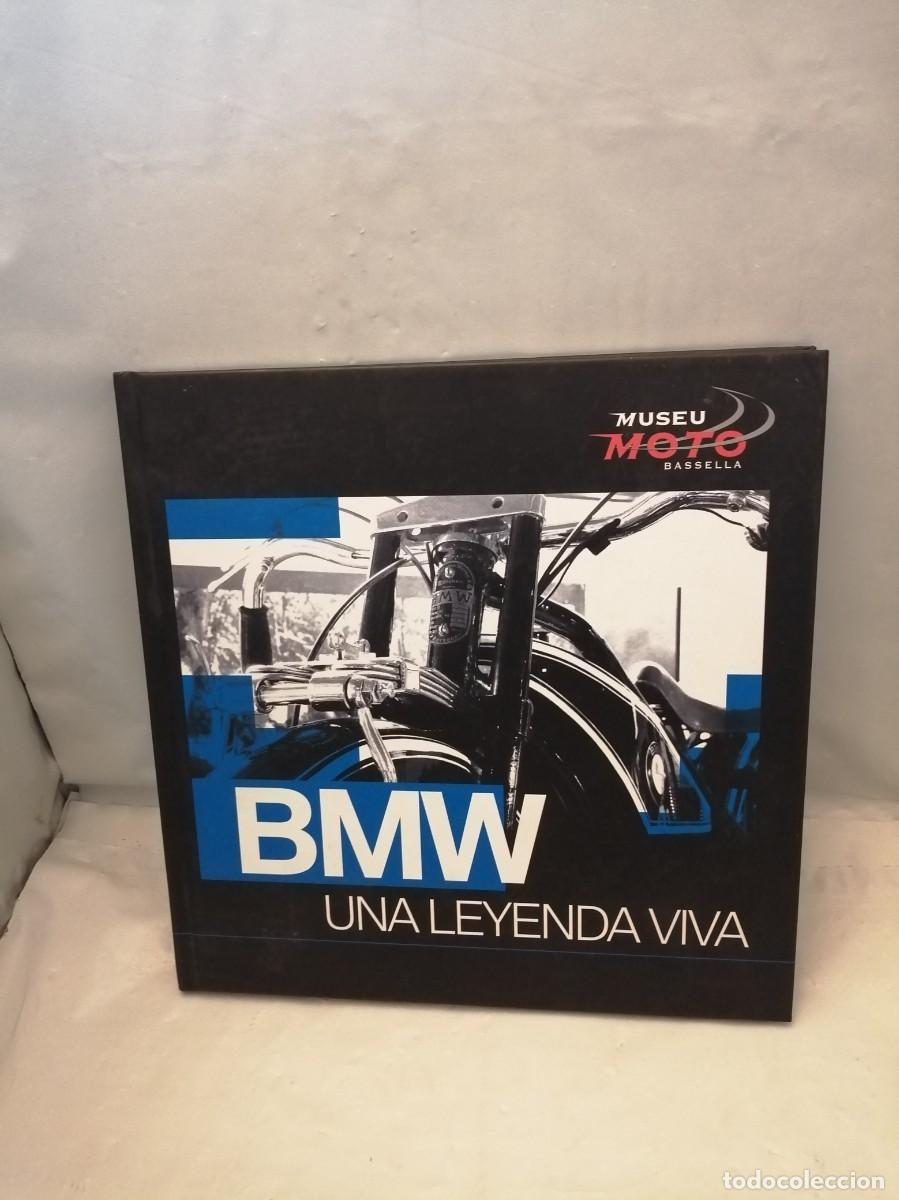 MUSEU
MOTO
BASSELLA
BMW
BMW
UNA LEYENDA VIVA
todocoleccion